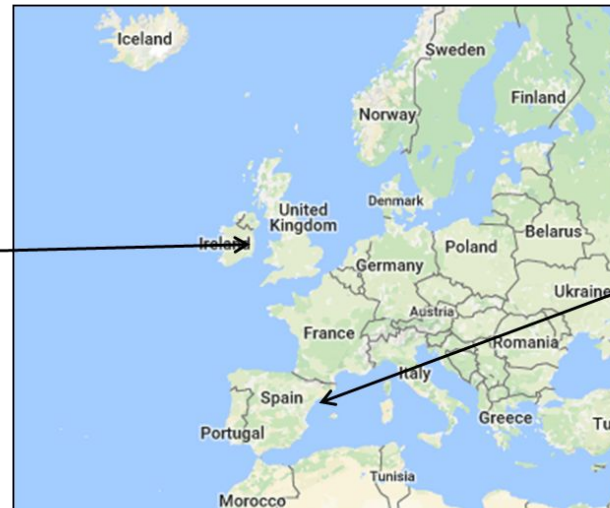 Iceland
Sweden
Finland
Norway
Denmark
United
Kingdom
Ireland
Belarus
Poland
Germany
Ukraine
Austria
France
Romania
Italy
Spain
Portugal
Greece
Tu
Tunisia
Morocco